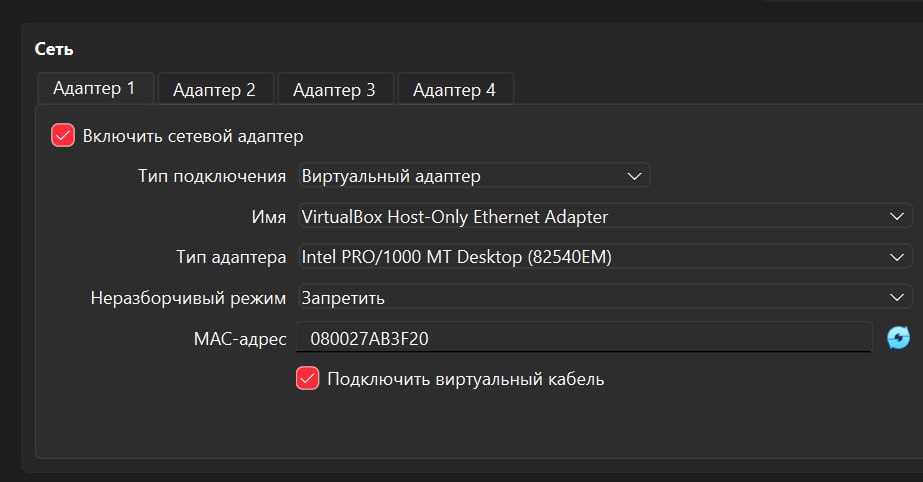 Сеть
Адаптер 1 Адаптер 2 Адаптер 3 Адаптер 4
Включить сетевой адаптер
Тип подключения Виртуальный адаптер
Имя VirtualBox Host-Only Ethernet Adapter
Тип адаптера Intel PRO/1000 MT Desktop (82540EM)
Неразборчивый режим Запретить
MAC-адрес 080027AB3F20
Подключить виртуальный кабель